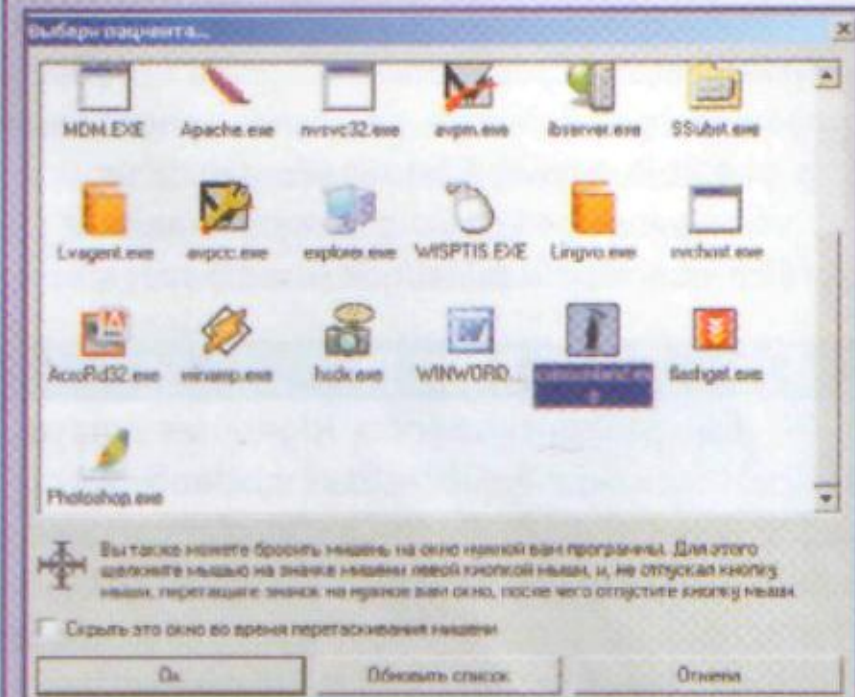 Выбери пациента...
MDM.EXE Apache.exe nvsvc32.exe avpm.exe ibserver.exe SSubst.exe
Lvagent.exe avpcc.exe explorer.exe WISPTIS.EXE Lingvo.exe svchost.exe
AcroRd32.exe winamp.exe hsdx.exe WINWORD... flashget.exe
Photoshop.exe
Вы также можете бросить мишень на окно нужной вам программы. Для этого
щелкните мышью на значке мишени левой кнопкой мыши, и, не отпуская кнопку
мыши, перетащите значок на нужное вам окно, после чего отпустите кнопку мыши.
Скрыть это окно во время перетаскивания мишени
Ок Обновить список Отмена